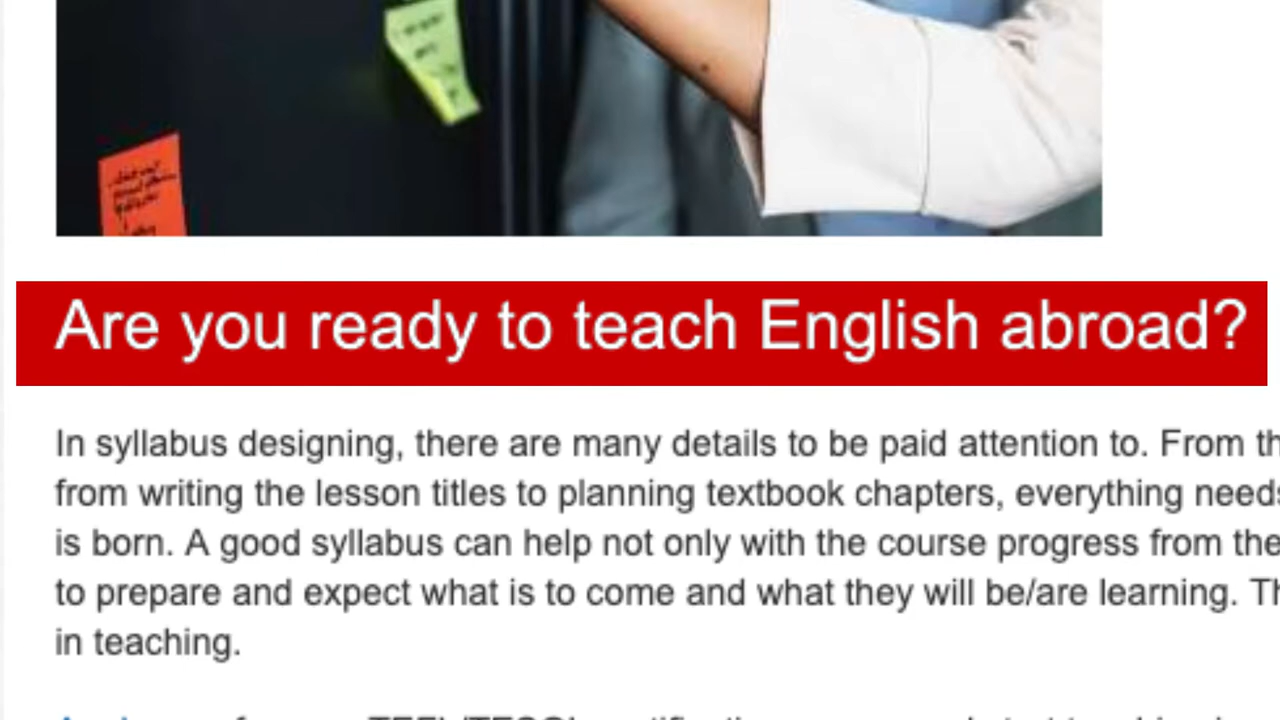 Are you ready to teach English abroad?
In syllabus designing, there are many details to be paid attention to. From th
from writing the lesson titles to planning textbook chapters, everything needs
is born. A good syllabus can help not only with the course progress from the
to prepare and expect what is to come and what they will be/are learning. Th
in teaching.